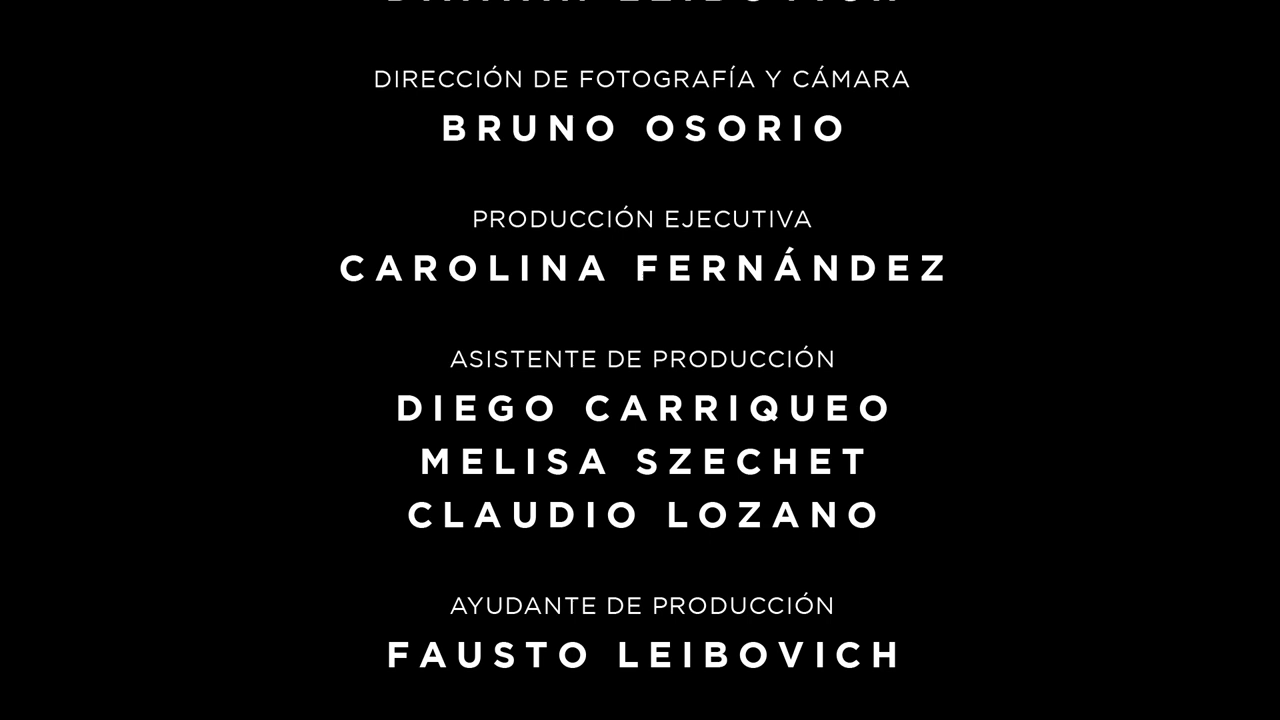 DIRECCIÓN DE FOTOGRAFÍA Y CÁMARA
BRUNO OSORIO
PRODUCCIÓN EJECUTIVA
CAROLINA FERNÁNDEZ
ASISTENTE DE PRODUCCIÓN
DIEGO CARRIQUEO
MELISA SZECHET
CLAUDIO LOZANO
AYUDANTE DE PRODUCCIÓN
FAUSTO LEIBOVICH